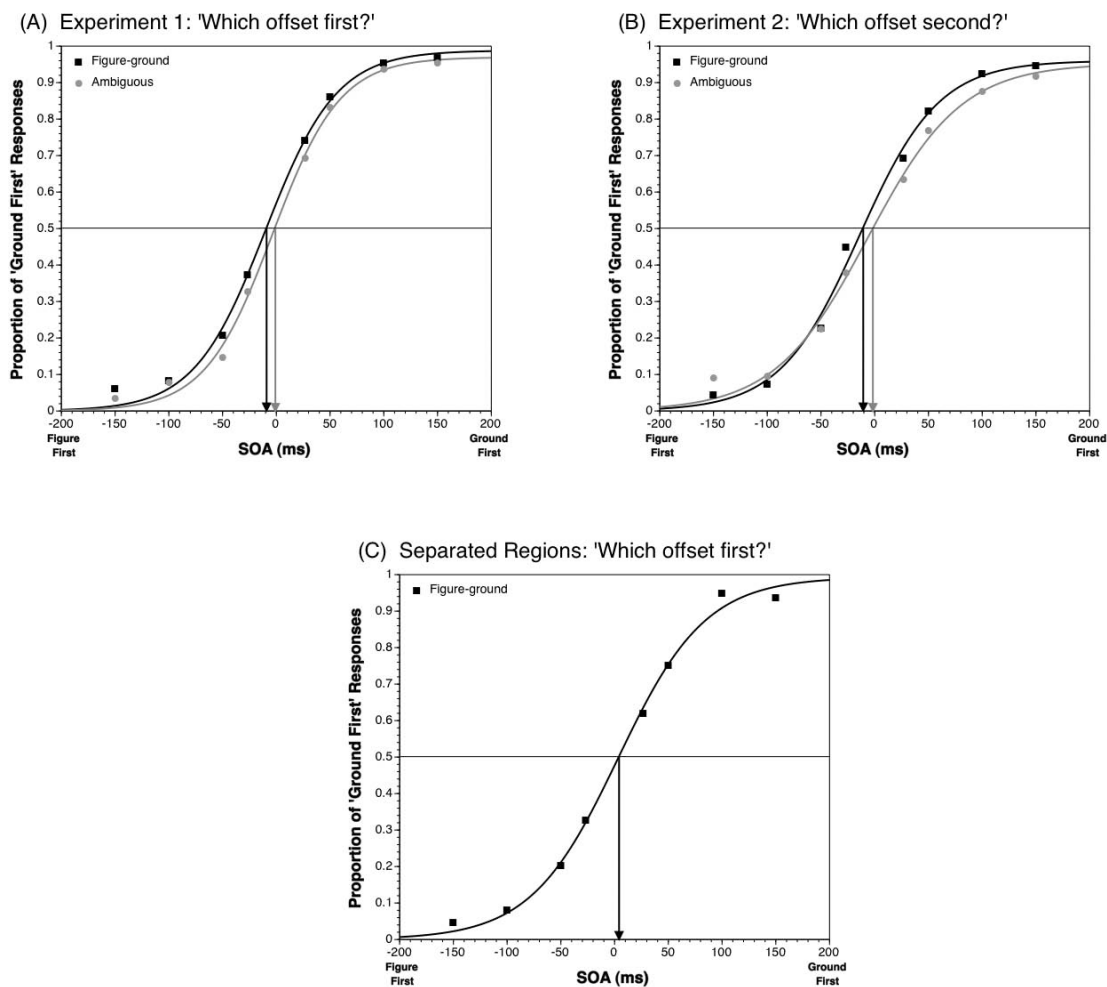 (A) Experiment 1: 'Which offset first?'
Figure-ground
Ambiguous
Proportion of 'Ground First' Responses
1
0.9
0.8
0.7
0.6
0.5
0.4
0.3
0.2
0.1
0
-200 -150 -100 -50 0 50 100 150 200
Figure First
SOA (ms)
Ground First
(B) Experiment 2: 'Which offset second?'
Figure-ground
Ambiguous
Proportion of 'Ground First' Responses
1
0.9
0.8
0.7
0.6
0.5
0.4
0.3
0.2
0.1
0
-200 -150 -100 -50 0 50 100 150 200
Figure First
SOA (ms)
Ground First
(C) Separated Regions: 'Which offset first?'
Figure-ground
Proportion of 'Ground First' Responses
1
0.9
0.8
0.7
0.6
0.5
0.4
0.3
0.2
0.1
0
-200 -150 -100 -50 0 50 100 150 200
Figure First
SOA (ms)
Ground First